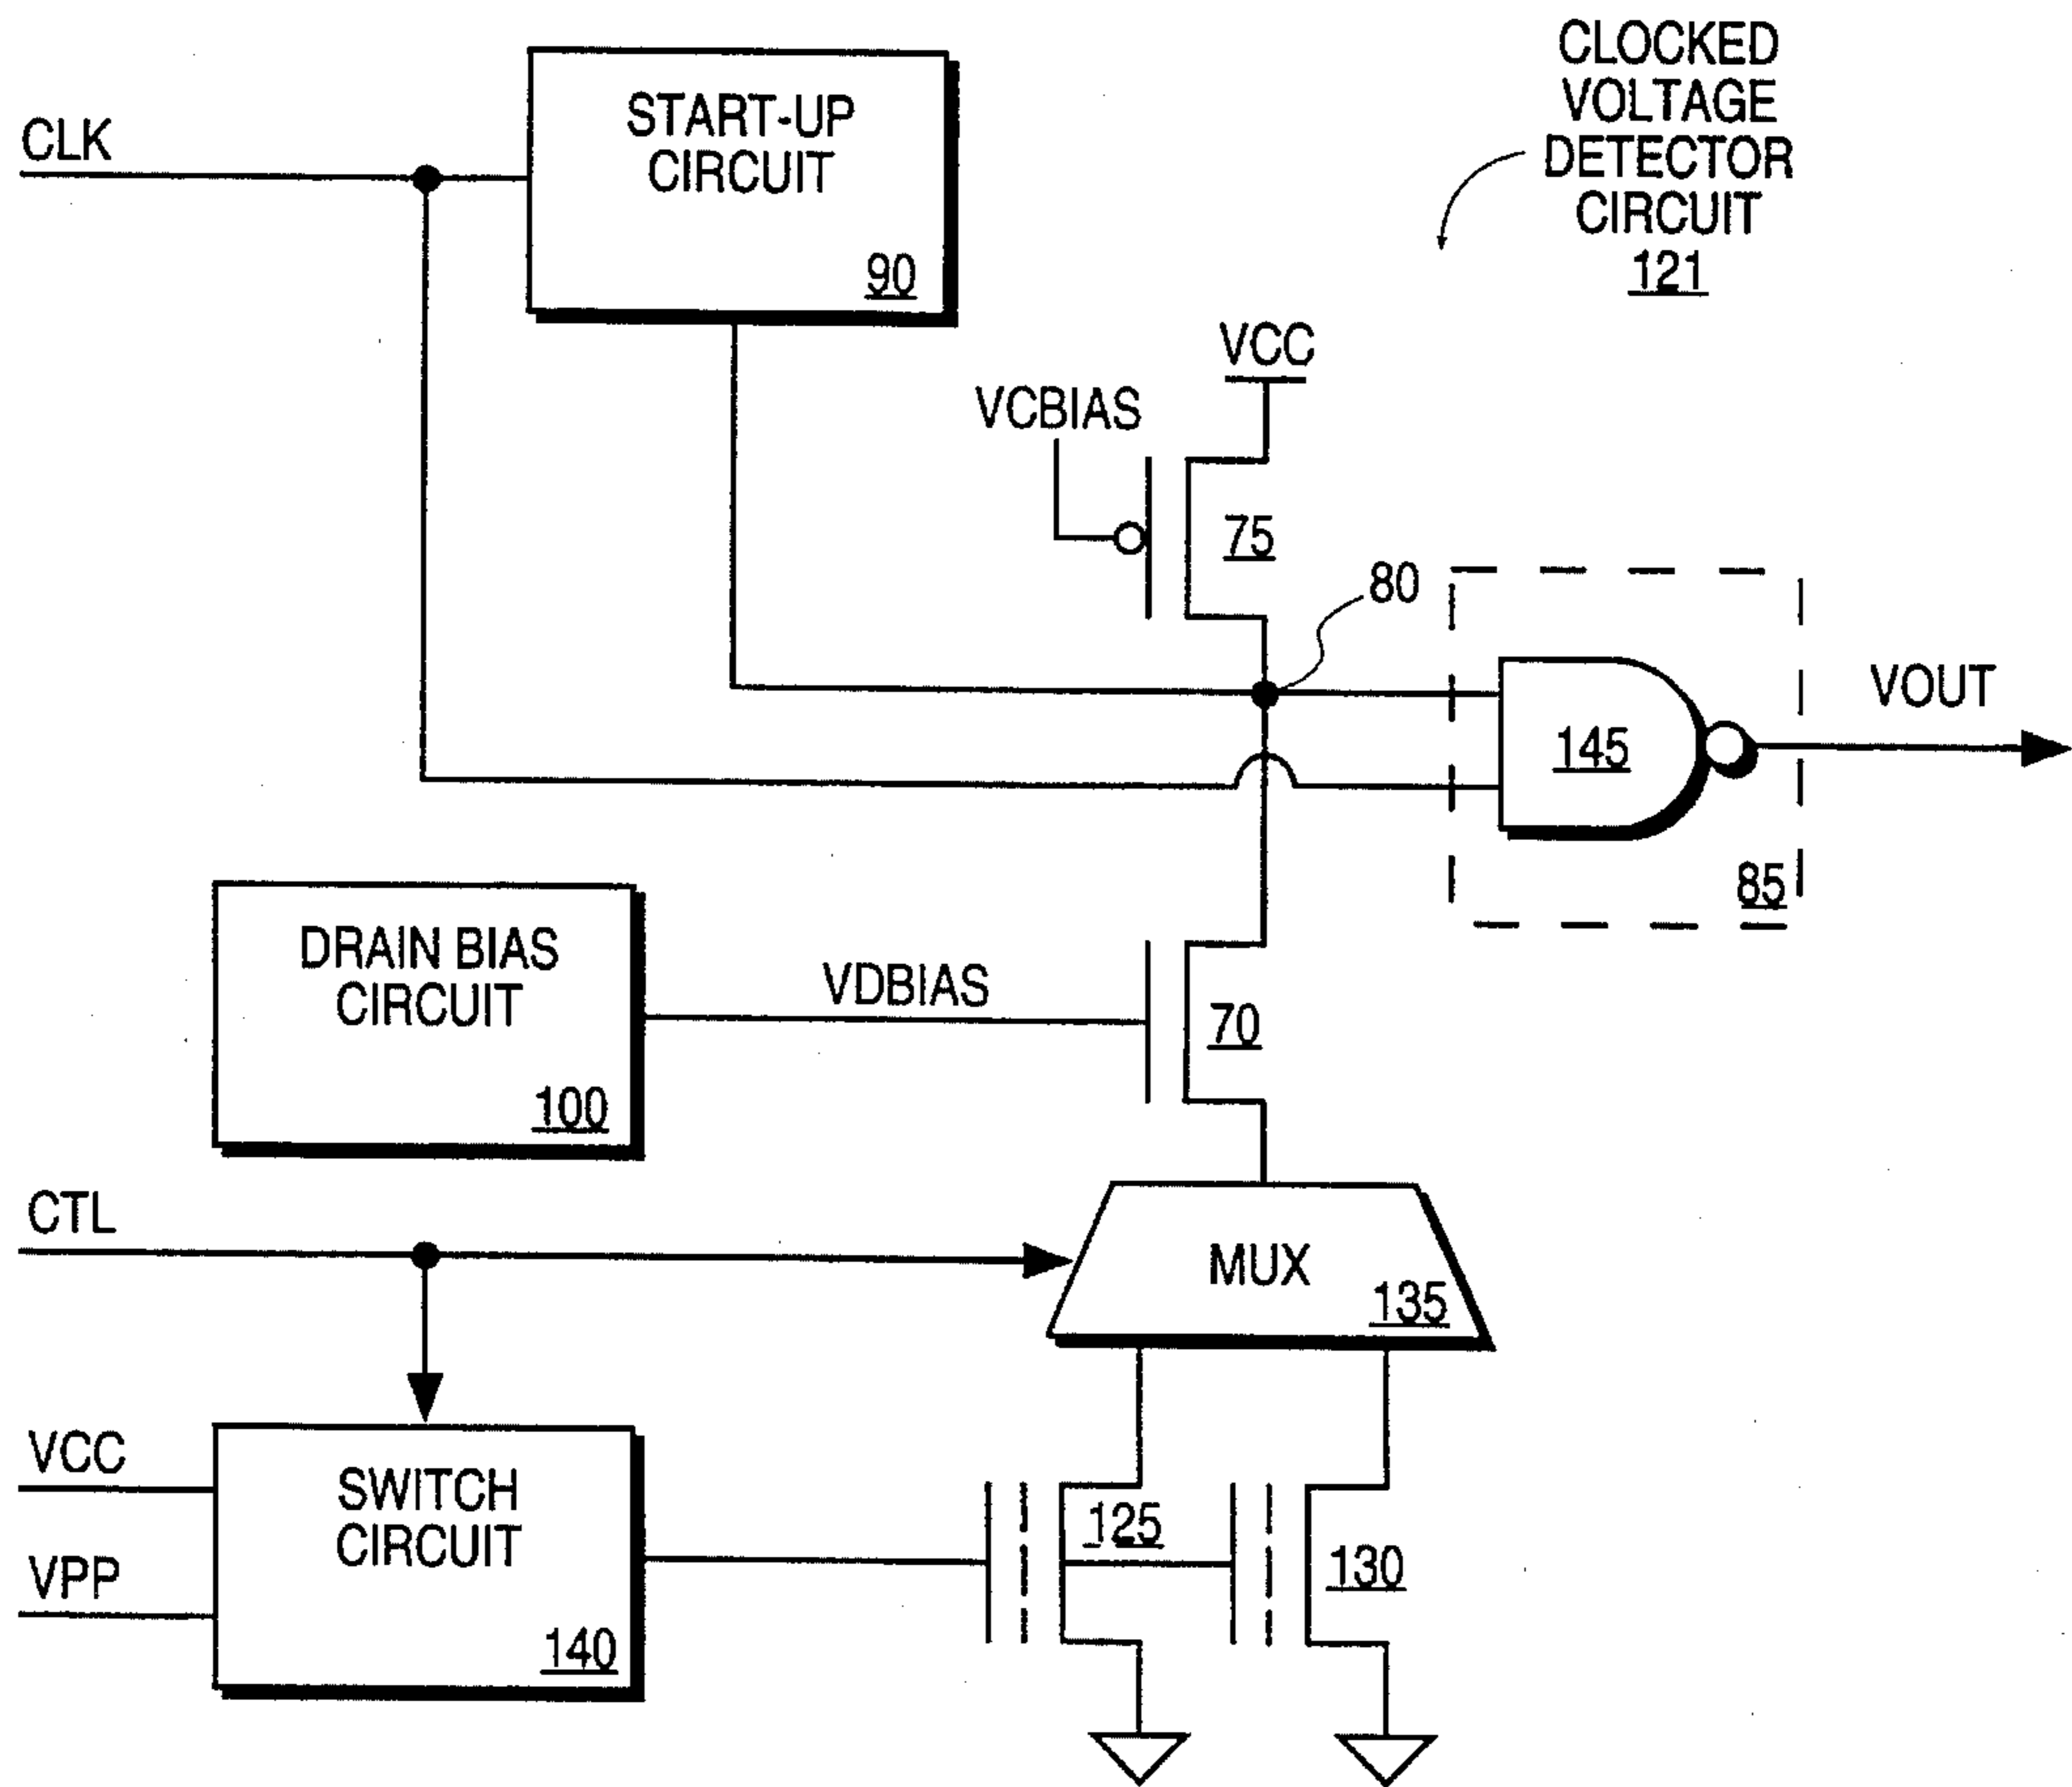 CLOCKED
VOLTAGE
DETECTOR
CIRCUIT
121
CLK
START-UP
CIRCUIT
90
VCC
VCBIAS
75
80
145
VOUT
85
DRAIN BIAS
CIRCUIT
100
VDBIAS
70
CTL
MUX
135
VCC
VPP
SWITCH
CIRCUIT
140
125
130